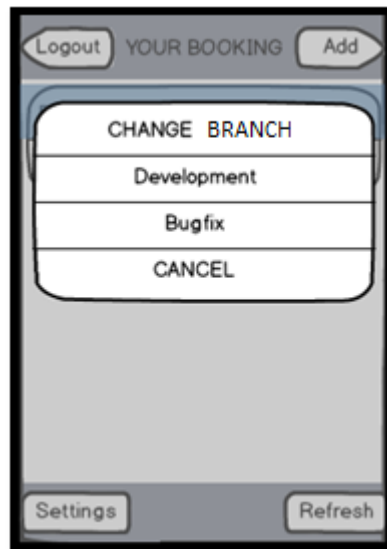 Logout YOUR BOOKING Add
CHANGE BRANCH
Development
Bugfix
CANCEL
Settings Refresh